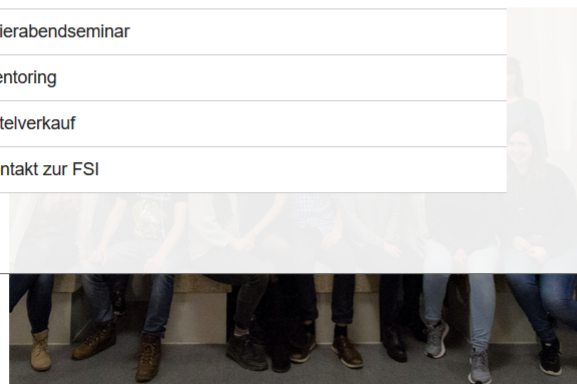 ierabendseminar
entoring
telverkauf
ntakt zur FSI